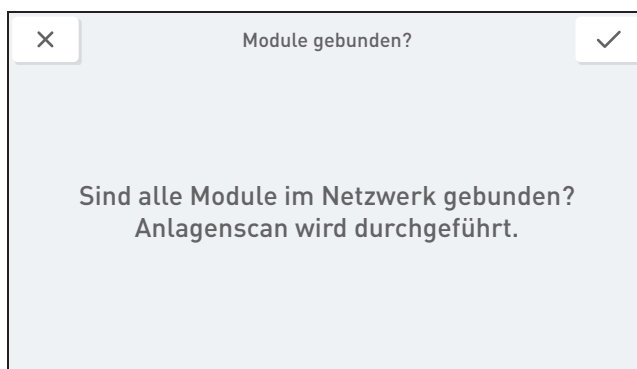 Module gebunden?
Sind alle Module im Netzwerk gebunden?
Anlagenscan wird durchgeführt.